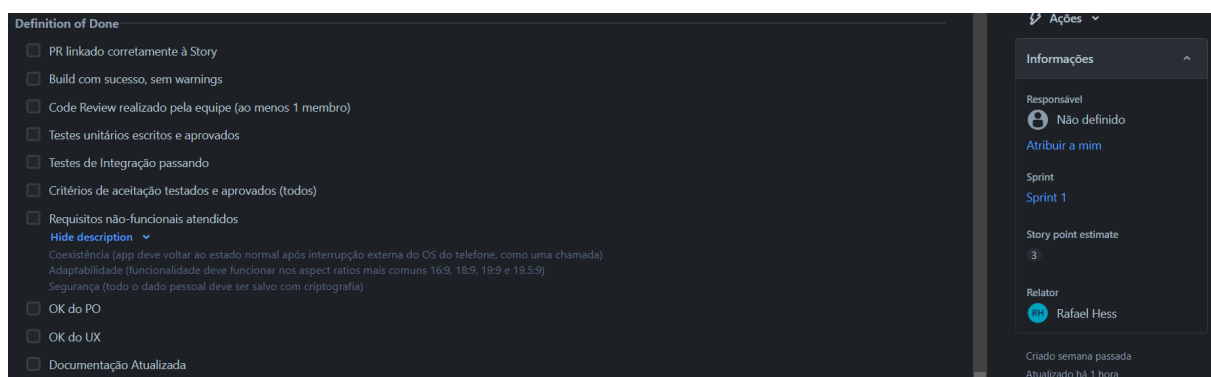 Definition of Done
PR linkado corretamente à Story
Build com sucesso, sem warnings
Code Review realizado pela equipe (ao menos 1 membro)
Testes unitários escritos e aprovados
Testes de Integração passando
Critérios de aceitação testados e aprovados (todos)
Requisitos não-funcionais atendidos
Hide description
Coexistência (app deve voltar ao estado normal após interrupção externa do OS do telefone, como uma chamada)
Adaptabilidade (funcionalidade deve funcionar nos aspect ratios mais comuns 16:9, 18:9, 19:9 e 19.5:9)
Segurança (todo o dado pessoal deve ser salvo com criptografia)
OK do PO
OK do UX
Documentação Atualizada
Ações
Informações
Responsável
Não definido
Atribuir a mim
Sprint
Sprint 1
Story point estimate
3
Relator
RH Rafael Hess
Criado semana passada
Atualizado há 1 hora